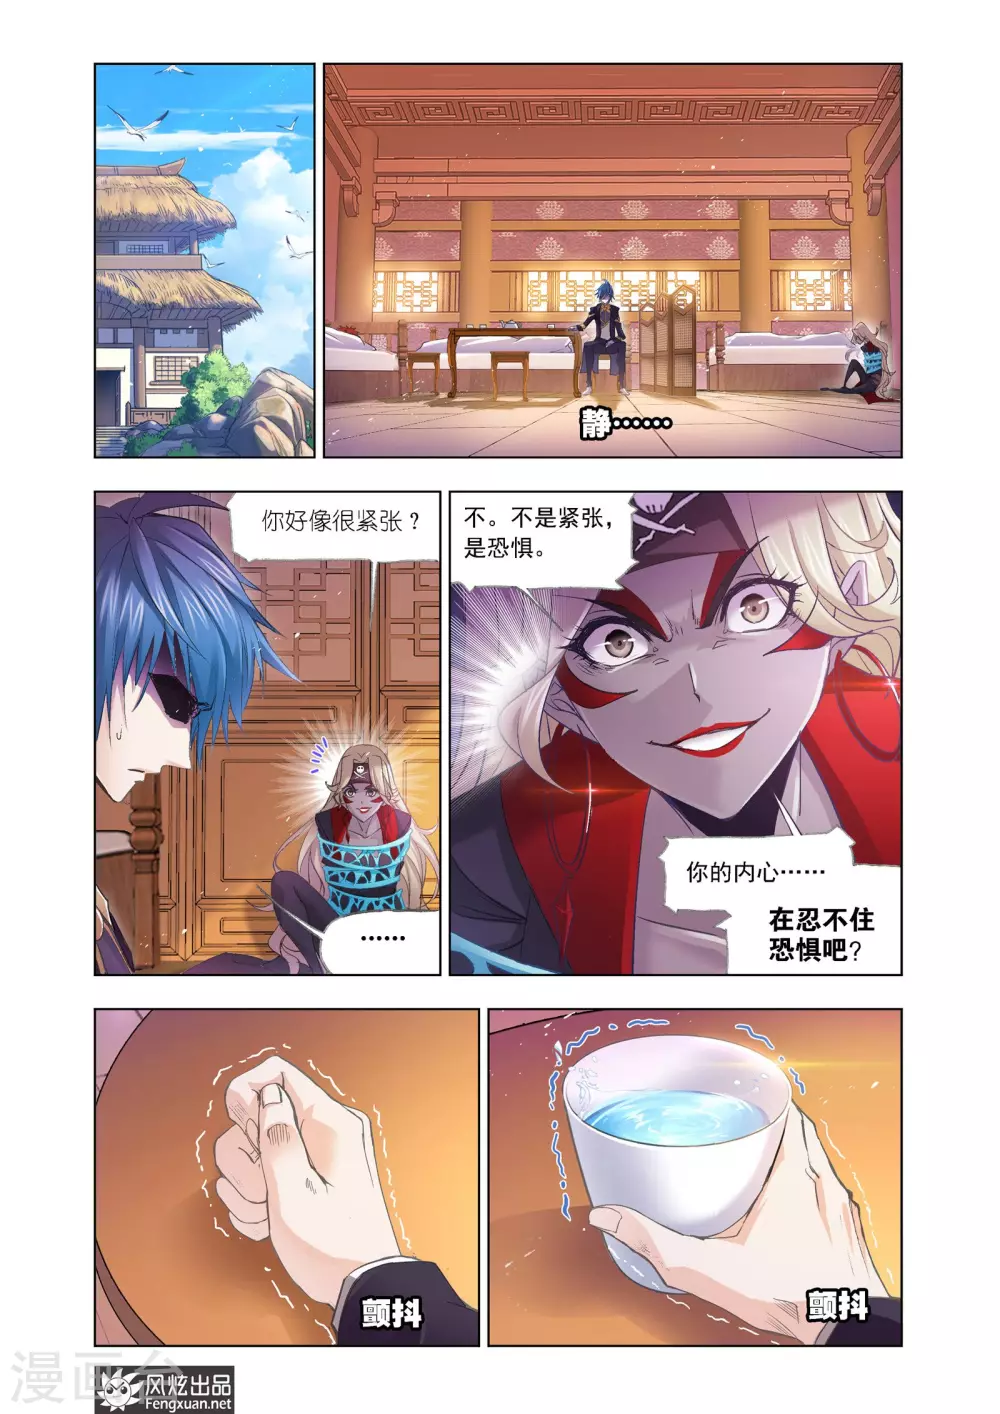 静……
你好像很紧张？
……
不。不是紧张，
是恐惧。
你的内心……
在忍不住
恐惧吧？
颤抖
颤抖
漫画台
风炫出品
Fengxuan.net